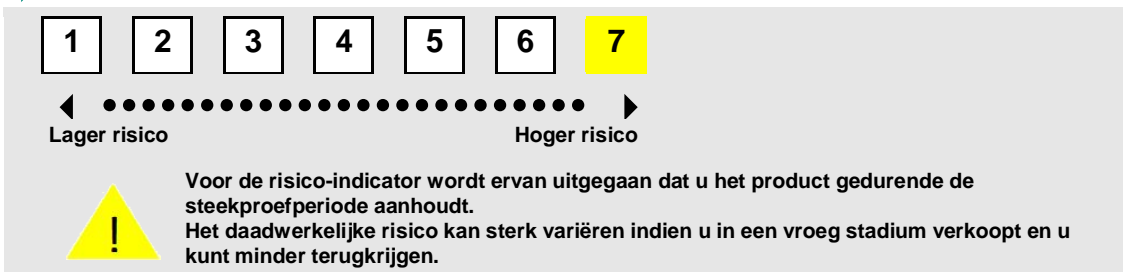 1 2 3 4 5 6 7
Lager risico Hoger risico
!
Voor de risico-indicator wordt ervan uitgegaan dat u het product gedurende de
steekproefperiode aanhoudt.
Het daadwerkelijke risico kan sterk variëren indien u in een vroeg stadium verkoopt en u
kunt minder terugkrijgen.